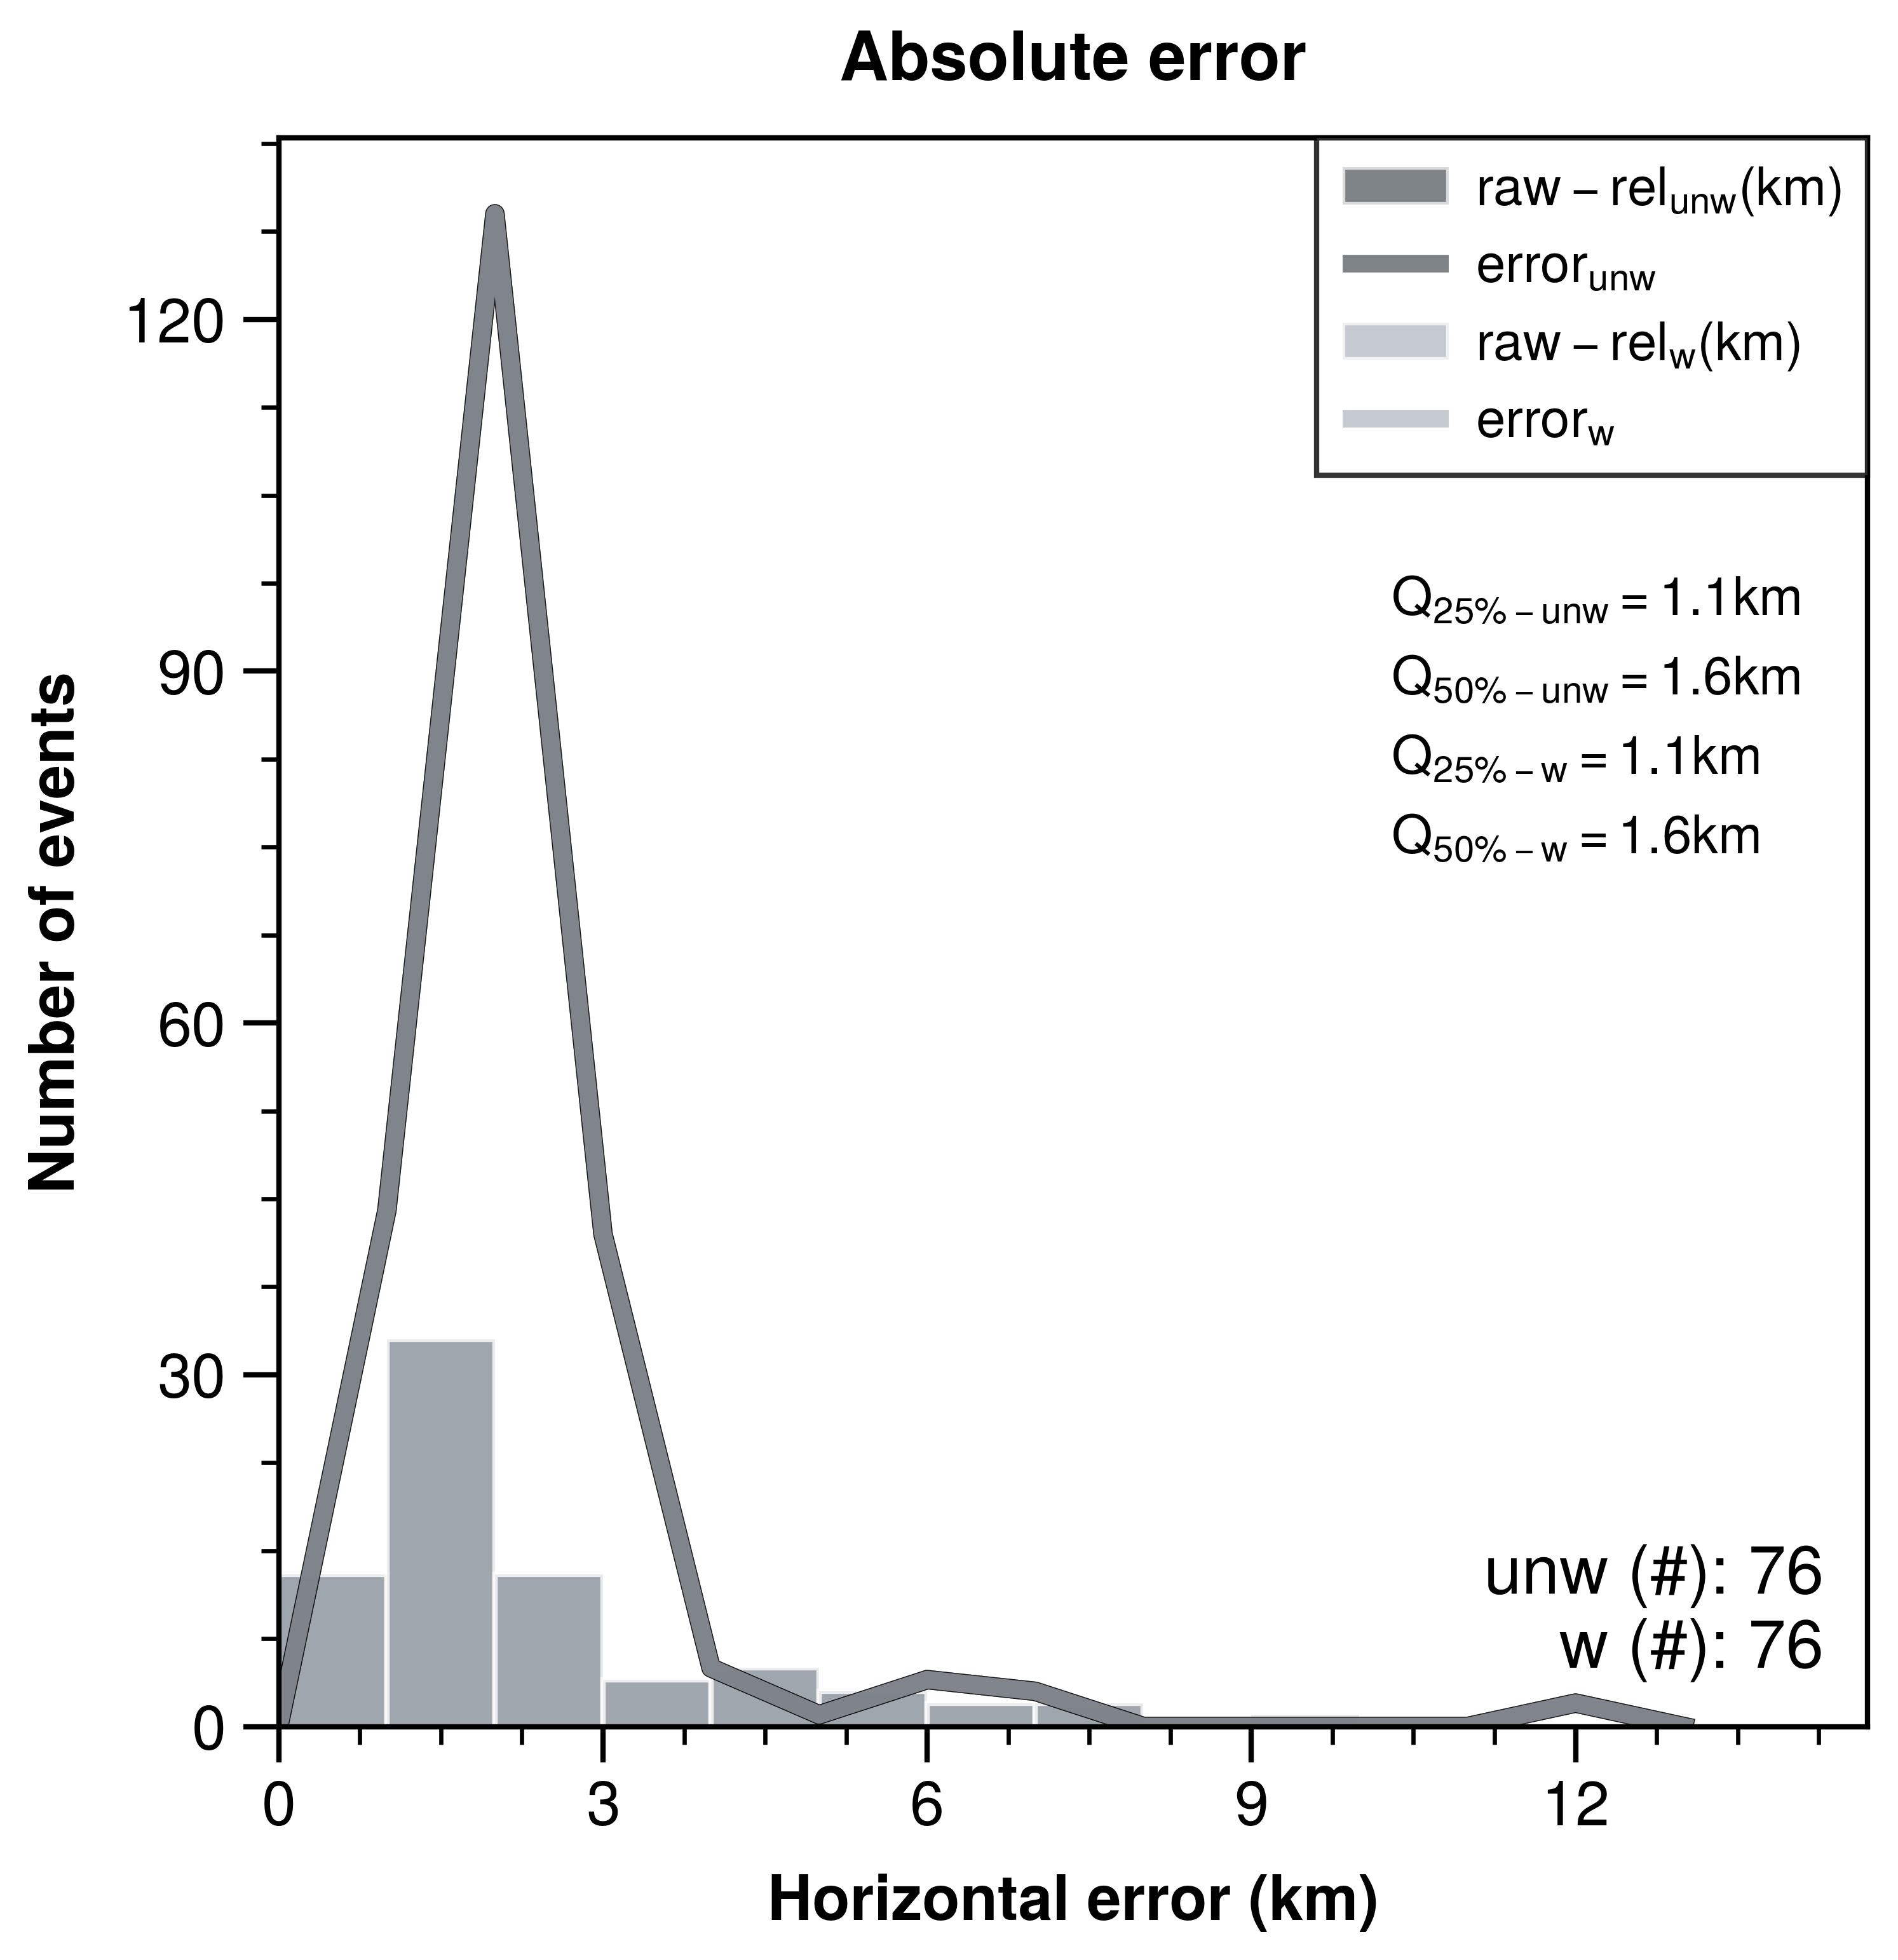 Absolute error
raw – rel_unw(km)
error_unw
raw – rel_w(km)
error_w
Q_25% – unw = 1.1km
Q_50% – unw = 1.6km
Q_25% – w = 1.1km
Q_50% – w = 1.6km
Number of events
120
90
60
30
0
unw (#): 76
w (#): 76
0 3 6 9 12
Horizontal error (km)